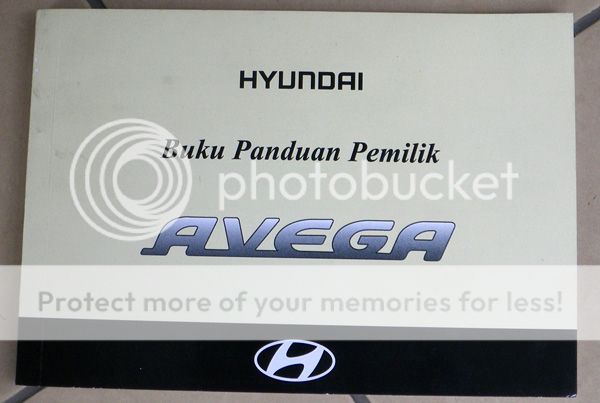 HYUNDAI
Buku Panduan Pemilik
photobucket
AVEGA
Protect more of your memories for less!